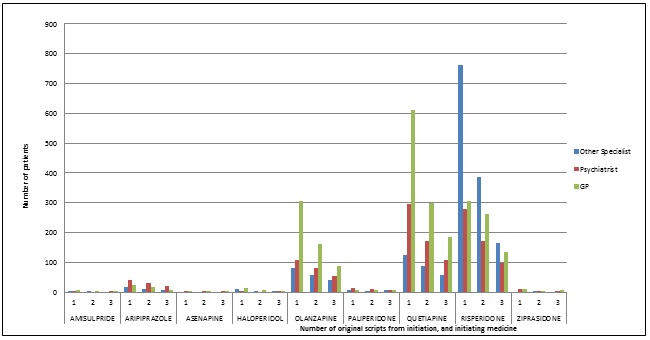 900
800
700
600
500
400
300
200
100
0
Number of patients
1 2 3 1 2 3 1 2 3 1 2 3 1 2 3 1 2 3 1 2 3 1 2 3 1 2 3
AMISULPRIDE ARIPIPRAZOLE ASENAPINE HALOPERIDOL OLANZAPINE PALIPERIDONE QUETIAPINE RISPERIDONE ZIPRASIDONE
Number of original scripts from initiation, and initiating medicine
Other Specialist
Psychiatrist
GP